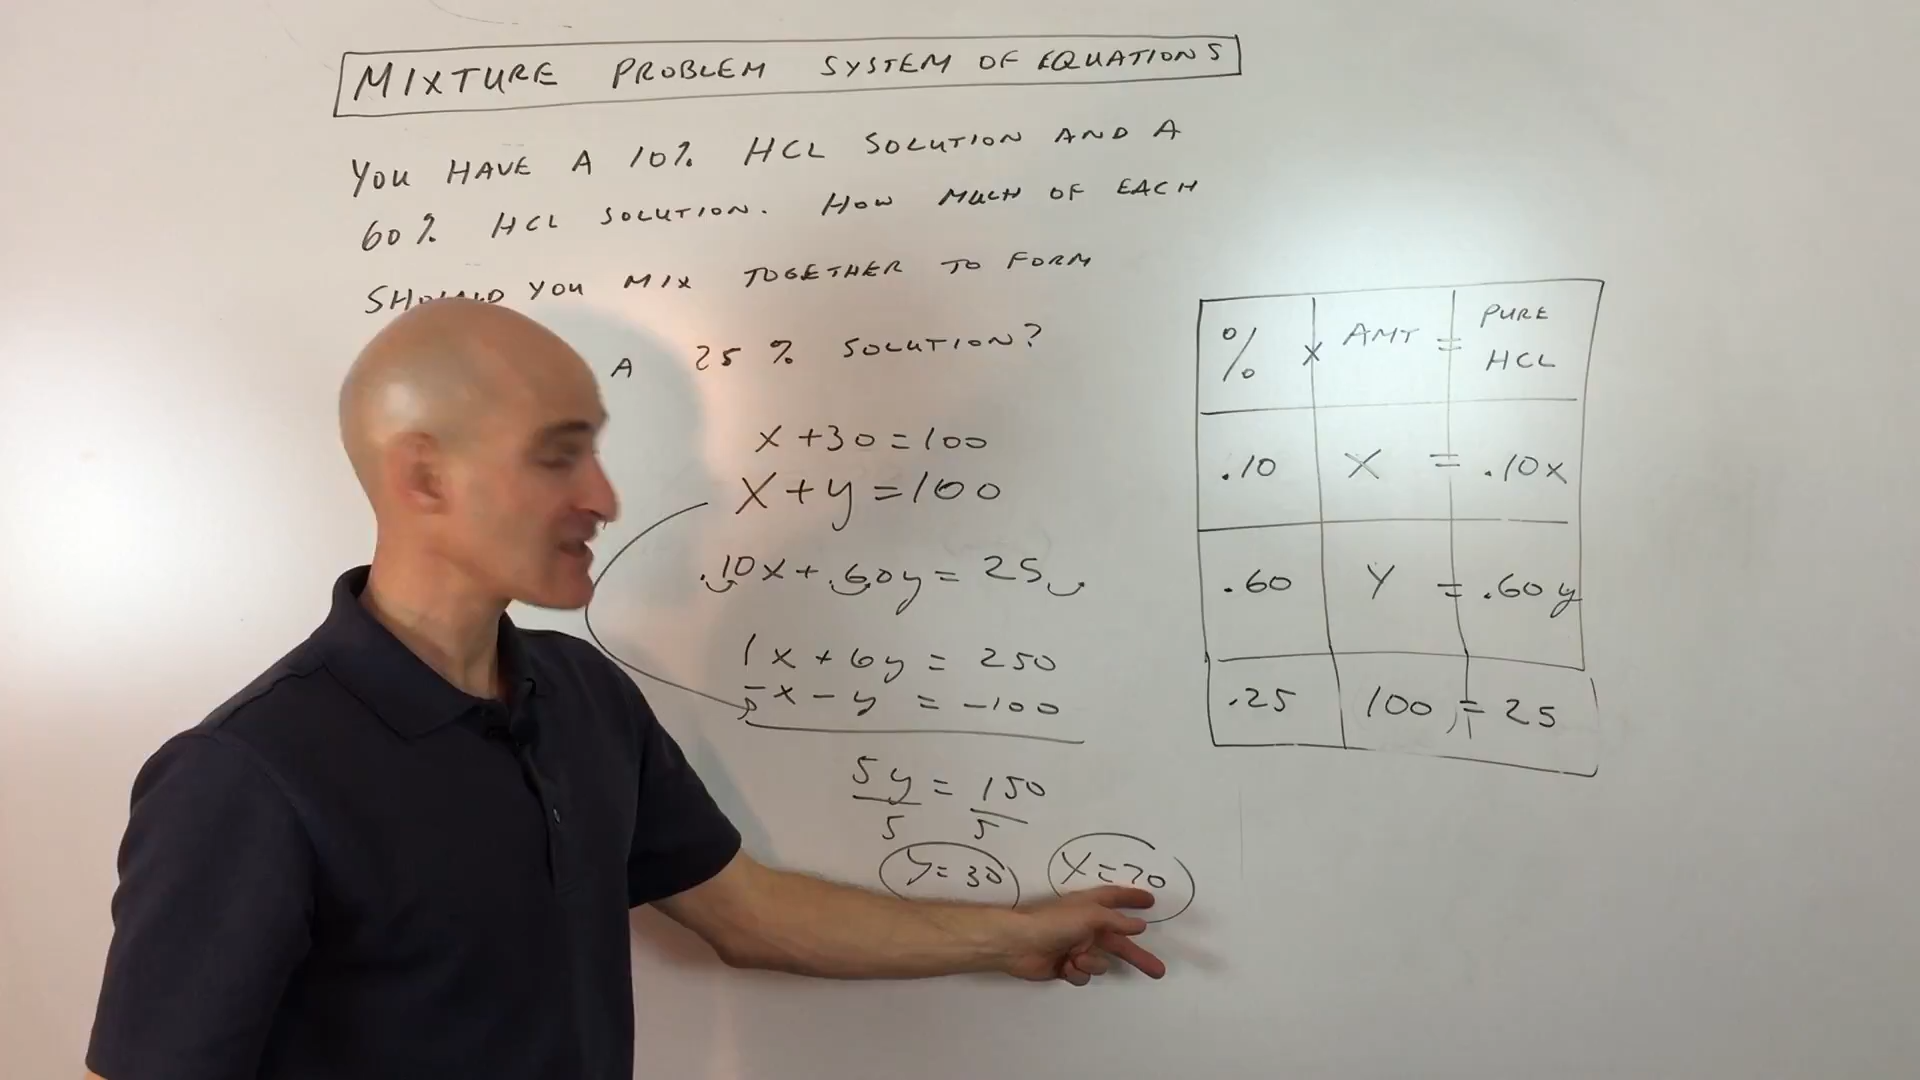 MIXTURE PROBLEM SYSTEM OF EQUATIONS
YOU HAVE A 10% HCL SOLUTION AND A
60% HCL SOLUTION. HOW MUCH OF EACH
YOU MIX TOGETHER TO FORM
A 25% SOLUTION?
x + 30 = 100
x + y = 100
.10x + .60y = 25
1x + 6y = 250
-x - y = -100
5y = 150
5 5
y = 30 x = 70
% x AMT = PURE HCL
.10 X = .10x
.60 Y = .60y
.25 100 = 25